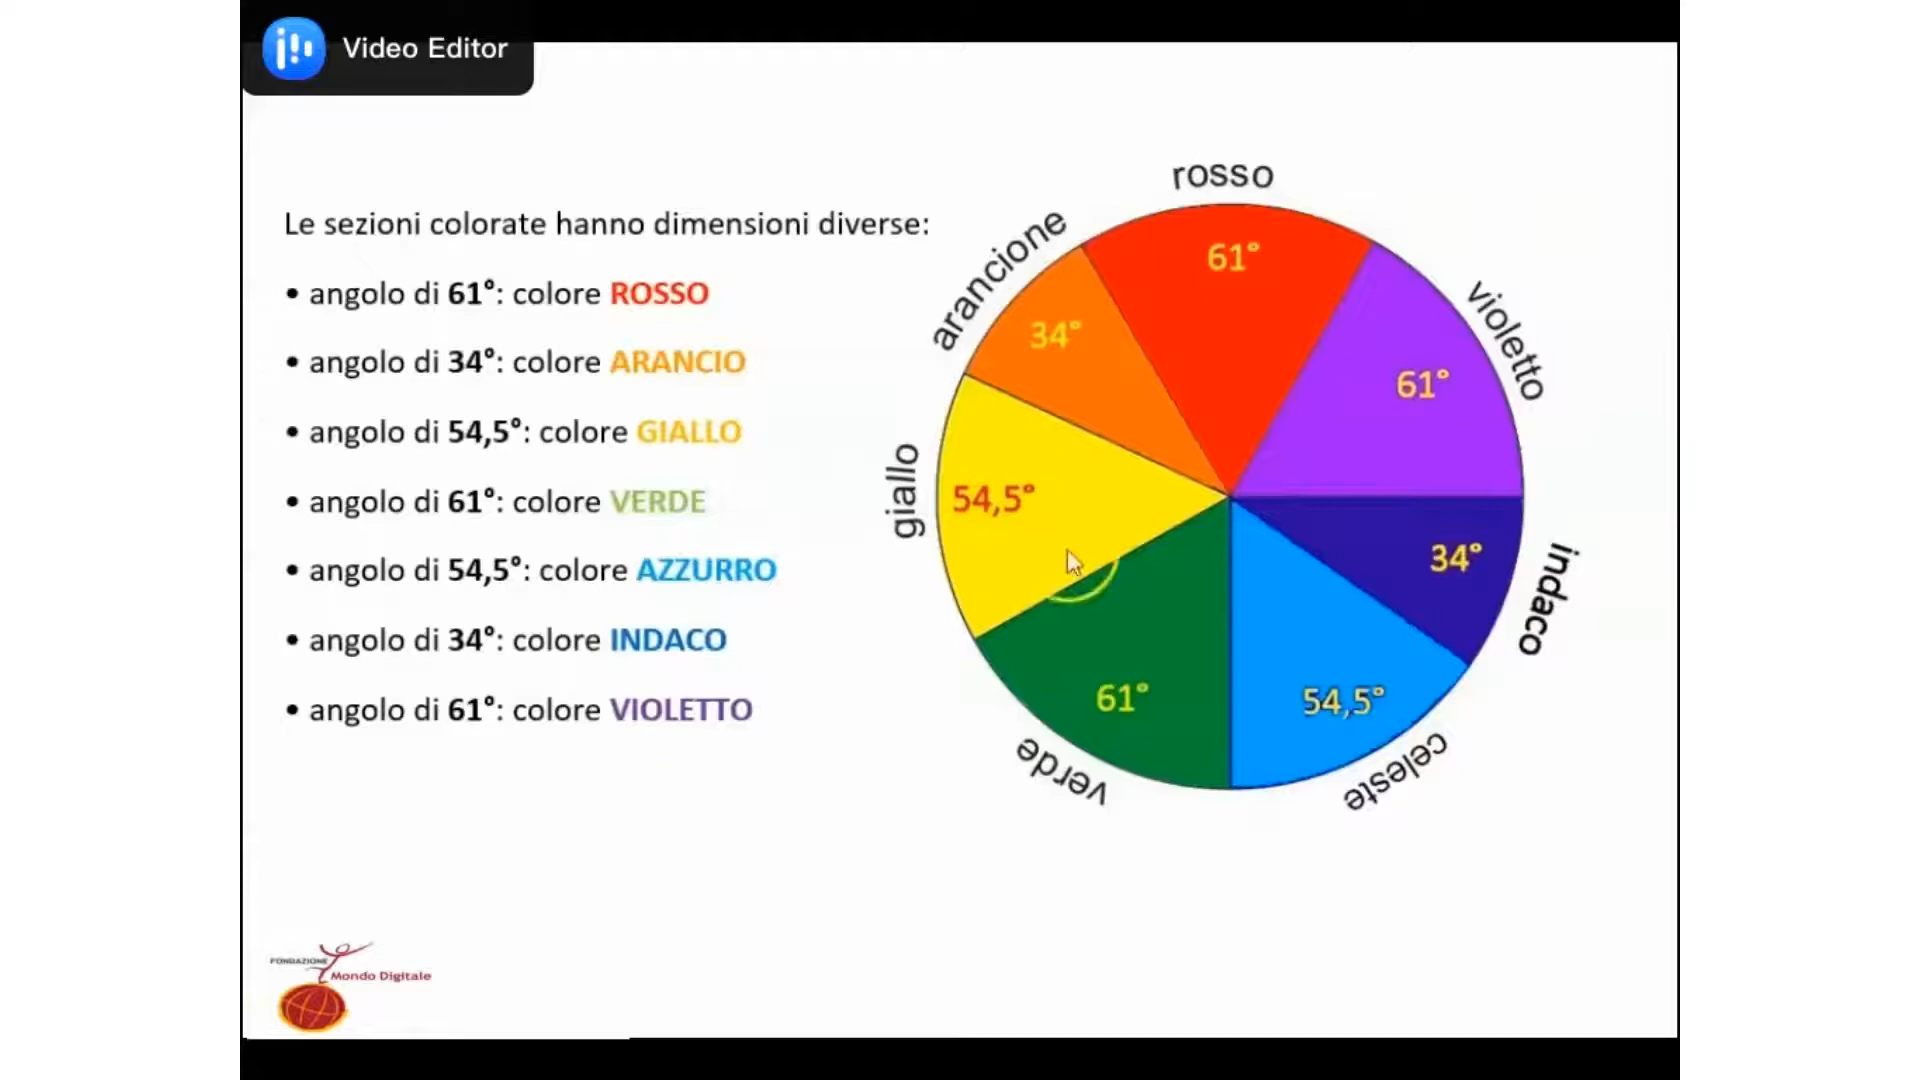 Video Editor
Le sezioni colorate hanno dimensioni diverse:
• angolo di 61°: colore ROSSO
• angolo di 34°: colore ARANCIO
• angolo di 54,5°: colore GIALLO
• angolo di 61°: colore VERDE
• angolo di 54,5°: colore AZZURRO
• angolo di 34°: colore INDACO
• angolo di 61°: colore VIOLETTO
rosso
61°
arancione
34°
violetto
61°
giallo
54,5°
34°
indaco
61°
54,5°
verde
celeste
FONDAZIONE
Mondo Digitale